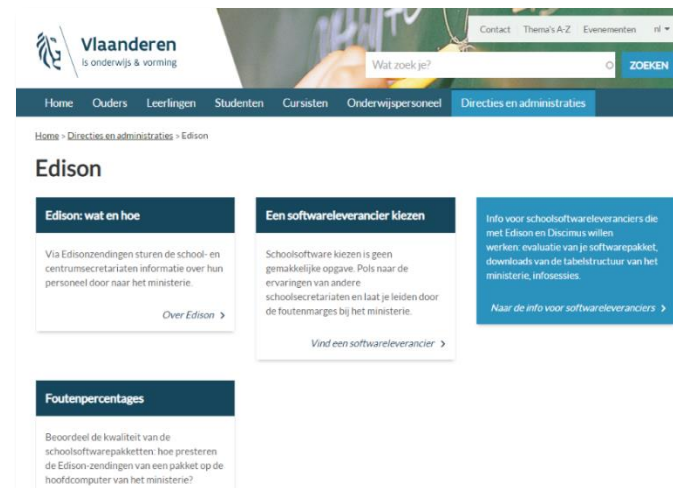 Vlaanderen
is onderwijs & vorming
Contact Thema's A-Z Evenementen nl
Wat zoek je?
ZOEKEN
Home Ouders Leerlingen Studenten Cursisten Onderwijspersoneel Directies en administraties
Home > Directies en administraties > Edison
Edison
Edison: wat en hoe
Via Edisonzendingen sturen de school- en
centrumsecretariaten informatie over hun
personeel door naar het ministerie.
Over Edison >
Een softwareleverancier kiezen
Schoolsoftware kiezen is geen
gemakkelijke opgave. Pols naar de
ervaringen van andere
schoolsecretariaten en laat je leiden door
de foutenmarges bij het ministerie.
Vind een softwareleverancier >
Info voor schoolsoftwareleveranciers die
met Edison en Discimus willen
werken: evaluatie van je softwarepakket,
downloads van de tabelstructuur van het
ministerie, infosessies.
Naar de info voor softwareleveranciers >
Foutenpercentages
Beoordeel de kwaliteit van de
schoolsoftwarepakketten: hoe presteren
de Edison-zendingen van een pakket op de
hoofdcomputer van het ministerie?